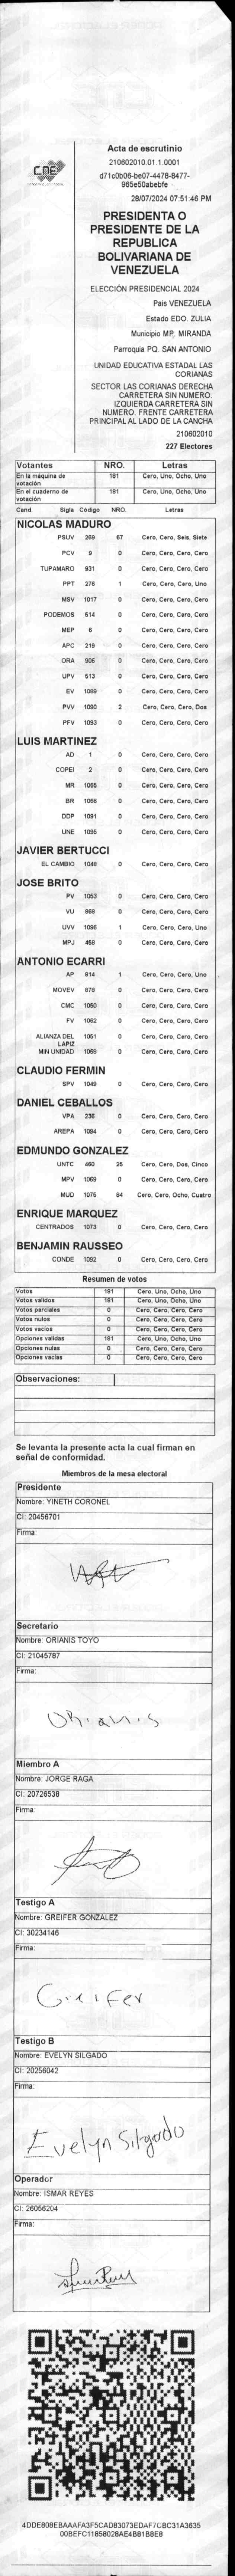 CNE
Acta de escrutinio
210602010.01.1.0001
d71c0b06-be07-4478-8477-
965e50abebfe
28/07/2024 07:51:46 PM
PRESIDENTA O
PRESIDENTE DE LA
REPUBLICA
BOLIVARIANA DE
VENEZUELA
ELECCIÓN PRESIDENCIAL 2024
País VENEZUELA
Estado EDO. ZULIA
Municipio MP. MIRANDA
Parroquia PQ. SAN ANTONIO
UNIDAD EDUCATIVA ESTADAL LAS
CORIANAS
SECTOR LAS CORIANAS DERECHA
CARRETERA SIN NUMERO.
IZQUIERDA CARRETERA SIN
NUMERO. FRENTE CARRETERA
PRINCIPAL AL LADO DE LA CANCHA
210602010
227 Electores
Votantes NRO. Letras
En la máquina de votación 181 Cero, Uno, Ocho, Uno
En el cuaderno de votación 181 Cero, Uno, Ocho, Uno
Cand. Sigla Código NRO. Letras
NICOLAS MADURO
PSUV 269 67 Cero, Cero, Seis, Siete
PCV 9 0 Cero, Cero, Cero, Cero
TUPAMARO 931 0 Cero, Cero, Cero, Cero
PPT 276 1 Cero, Cero, Cero, Uno
MSV 1017 0 Cero, Cero, Cero, Cero
PODEMOS 514 0 Cero, Cero, Cero, Cero
MEP 6 0 Cero, Cero, Cero, Cero
APC 219 0 Cero, Cero, Cero, Cero
ORA 906 0 Cero, Cero, Cero, Cero
UPV 513 0 Cero, Cero, Cero, Cero
EV 1089 0 Cero, Cero, Cero, Cero
PVV 1090 2 Cero, Cero, Cero, Dos
PFV 1093 0 Cero, Cero, Cero, Cero
LUIS MARTINEZ
AD 1 0 Cero, Cero, Cero, Cero
COPEI 2 0 Cero, Cero, Cero, Cero
MR 1065 0 Cero, Cero, Cero, Cero
BR 1066 0 Cero, Cero, Cero, Cero
DDP 1091 0 Cero, Cero, Cero, Cero
UNE 1095 0 Cero, Cero, Cero, Cero
JAVIER BERTUCCI
EL CAMBIO 1048 0 Cero, Cero, Cero, Cero
JOSE BRITO
PV 1053 0 Cero, Cero, Cero, Cero
VU 868 0 Cero, Cero, Cero, Cero
UVV 1096 1 Cero, Cero, Cero, Uno
MPJ 458 0 Cero, Cero, Cero, Cero
ANTONIO ECARRI
AP 814 1 Cero, Cero, Cero, Uno
MOVEV 878 0 Cero, Cero, Cero, Cero
CMC 1050 0 Cero, Cero, Cero, Cero
FV 1062 0 Cero, Cero, Cero, Cero
ALIANZA DEL LAPIZ 1051 0 Cero, Cero, Cero, Cero
MIN UNIDAD 1068 0 Cero, Cero, Cero, Cero
CLAUDIO FERMIN
SPV 1049 0 Cero, Cero, Cero, Cero
DANIEL CEBALLOS
VPA 236 0 Cero, Cero, Cero, Cero
AREPA 1094 0 Cero, Cero, Cero, Cero
EDMUNDO GONZALEZ
UNTC 460 25 Cero, Cero, Dos, Cinco
MPV 1069 0 Cero, Cero, Cero, Cero
MUD 1075 84 Cero, Cero, Ocho, Cuatro
ENRIQUE MARQUEZ
CENTRADOS 1073 0 Cero, Cero, Cero, Cero
BENJAMIN RAUSSEO
CONDE 1092 0 Cero, Cero, Cero, Cero
Resumen de votos
Votos 181 Cero, Uno, Ocho, Uno
Votos validos 181 Cero, Uno, Ocho, Uno
Votos parciales 0 Cero, Cero, Cero, Cero
Votos nulos 0 Cero, Cero, Cero, Cero
Votos vacios 0 Cero, Cero, Cero, Cero
Opciones validas 181 Cero, Uno, Ocho, Uno
Opciones nulas 0 Cero, Cero, Cero, Cero
Opciones vacias 0 Cero, Cero, Cero, Cero
Observaciones:
Se levanta la presente acta la cual firman en
señal de conformidad.
Miembros de la mesa electoral
Presidente
Nombre: YINETH CORONEL
CI: 20456701
Firma:
Secretario
Nombre: ORIANIS TOYO
CI: 21045787
Firma:
Orianis
Miembro A
Nombre: JORGE RAGA
CI: 20726538
Firma:
Testigo A
Nombre: GREIFER GONZALEZ
CI: 30234146
Firma:
Greifer
Testigo B
Nombre: EVELYN SILGADO
CI: 20256042
Firma:
Evelyn Silgado
Operador
Nombre: ISMAR REYES
CI: 26056204
Firma:
4DDE808EBAAAFA3F5CAD83073EDAF7CBC31A3635
00BEFC11858028AE4B81B8E8